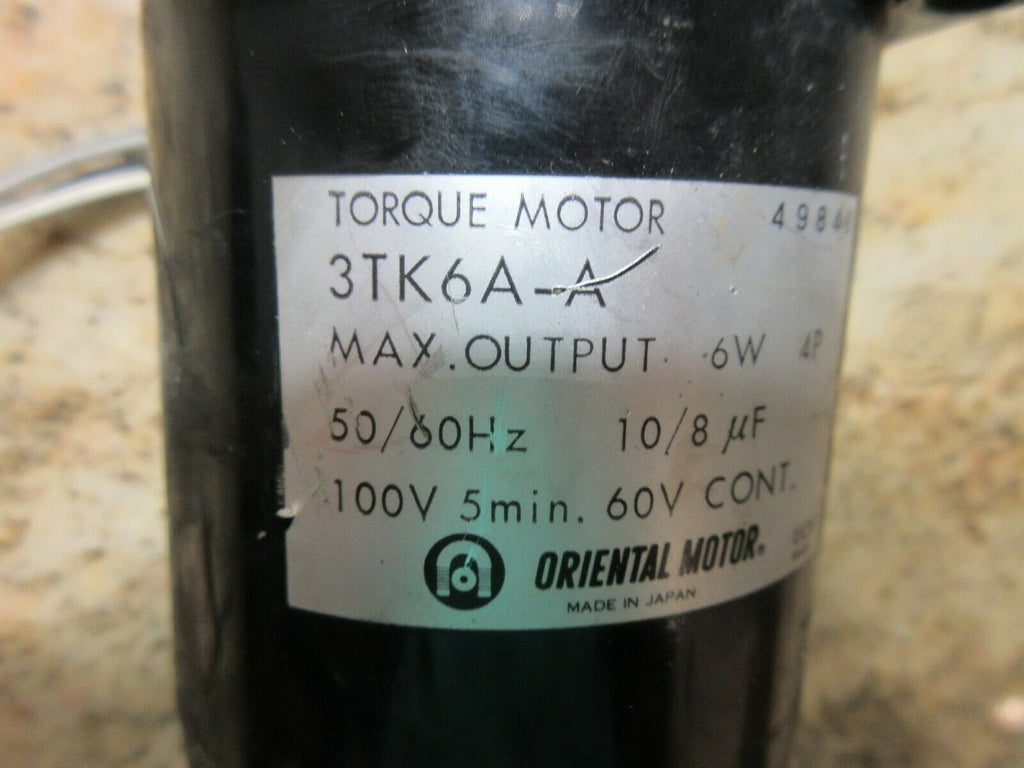 TORQUE MOTOR
3TK6A-A
MAX.OUTPUT 6W 4P
50/60Hz 10/8 µF
100V 5min. 60V CONT.
ORIENTAL MOTOR®
MADE IN JAPAN